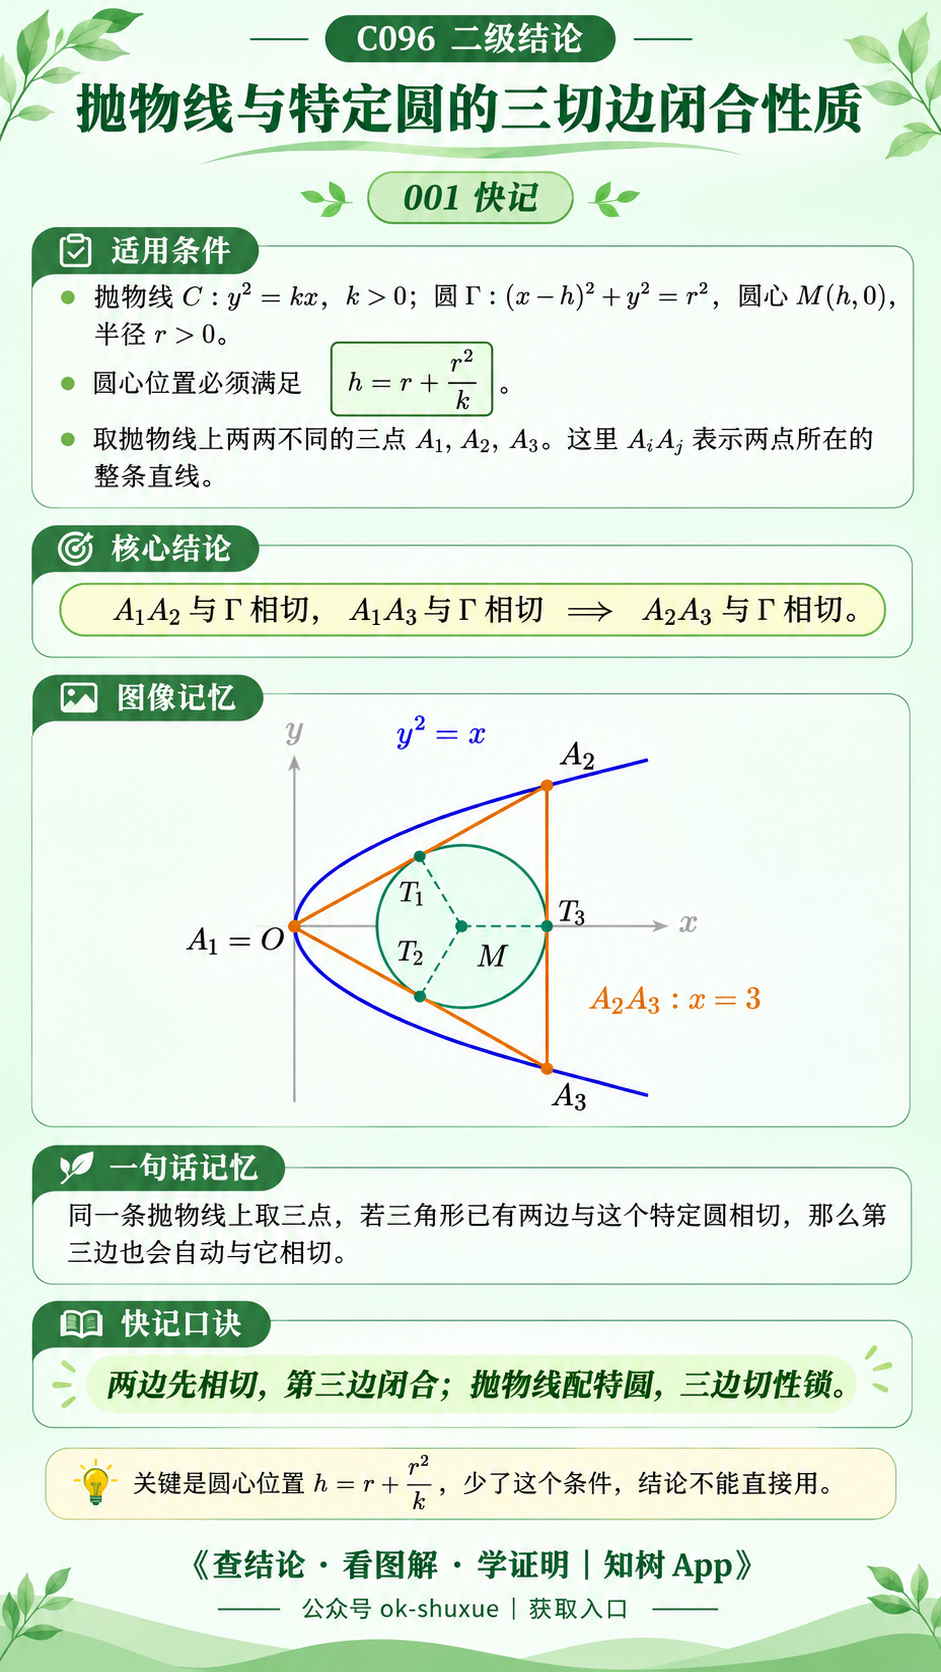 C096 二级结论
抛物线与特定圆的三切边闭合性质
001 快记
适用条件
抛物线 C : y² = kx，k > 0；圆 Γ : (x − h)² + y² = r²，圆心 M(h, 0)，
半径 r > 0。
圆心位置必须满足 h = r + r²/k 。
取抛物线上两两不同的三点 A₁, A₂, A₃。这里 AᵢAⱼ 表示两点所在的
整条直线。
核心结论
A₁A₂ 与 Γ 相切， A₁A₃ 与 Γ 相切 ⟹ A₂A₃ 与 Γ 相切。
图像记忆
y
y² = x
A₂
T₁
T₃
x
A₁ = O
T₂
M
A₂A₃ : x = 3
A₃
一句话记忆
同一条抛物线上取三点，若三角形已有两边与这个特定圆相切，那么第
三边也会自动与它相切。
快记口诀
两边先相切，第三边闭合；抛物线配特圆，三边切性锁。
关键是圆心位置 h = r + r²/k ，少了这个条件，结论不能直接用。
《查结论 · 看图解 · 学证明｜知树 App》
公众号 ok-shuxue｜获取入口